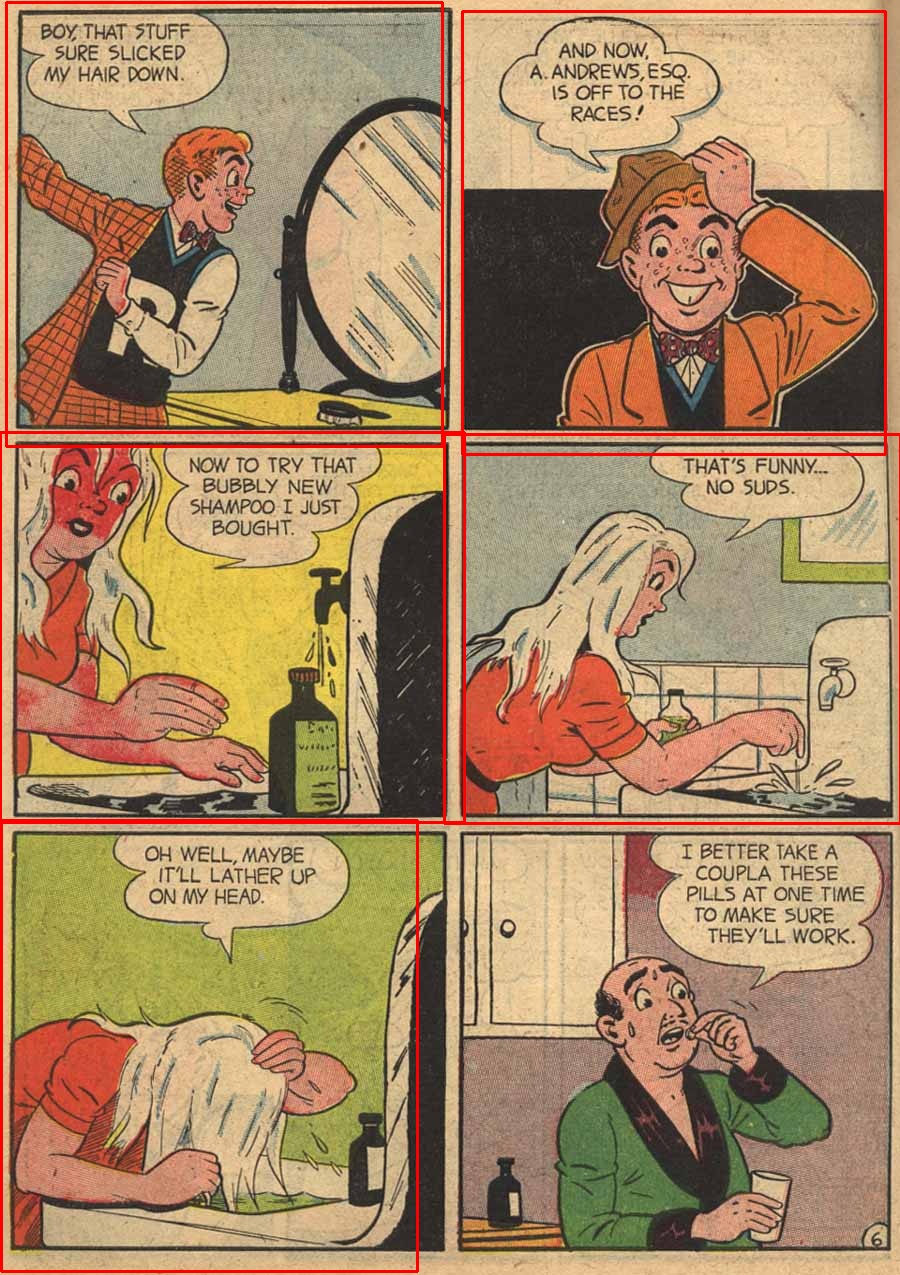 BOY, THAT STUFF
SURE SLICKED
MY HAIR DOWN.
R
AND NOW,
A. ANDREWS, ESQ.
IS OFF TO THE
RACES!
NOW TO TRY THAT
BUBBLY NEW
SHAMPOO I JUST
BOUGHT.
THAT'S FUNNY...
NO SUDS.
OH WELL, MAYBE
IT'LL LATHER UP
ON MY HEAD.
I BETTER TAKE A
COUPLA THESE
PILLS AT ONE TIME
TO MAKE SURE
THEY'LL WORK.
6